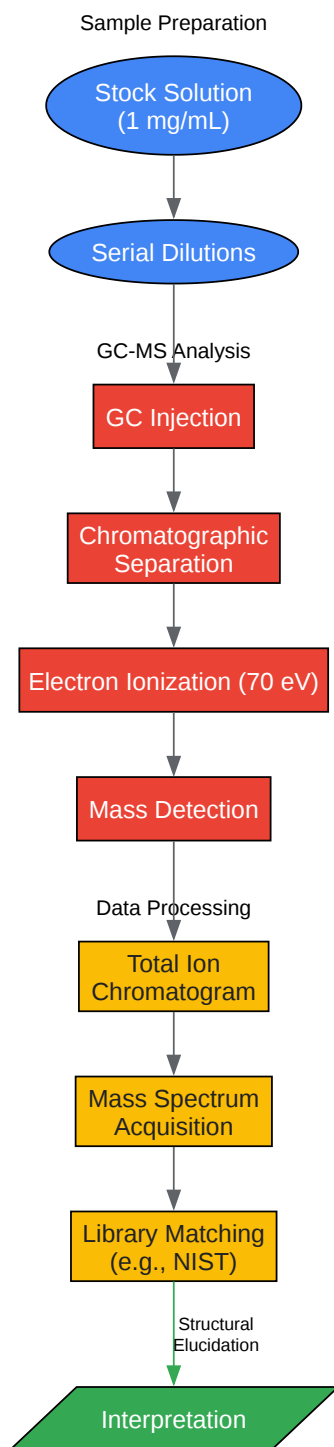 Sample Preparation
Stock Solution
(1 mg/mL)
Serial Dilutions
GC-MS Analysis
GC Injection
Chromatographic
Separation
Electron Ionization (70 eV)
Mass Detection
Data Processing
Total Ion
Chromatogram
Mass Spectrum
Acquisition
Library Matching
(e.g., NIST)
Structural
Elucidation
Interpretation